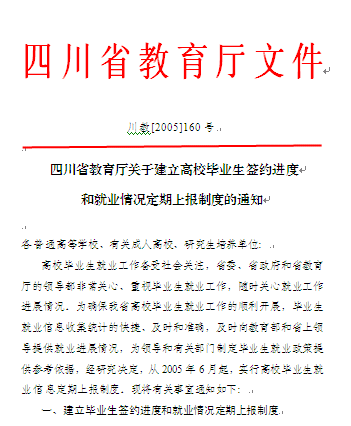 四川省教育厅文件
川教[2005]160号
四川省教育厅关于建立高校毕业生签约进度
和就业情况定期上报制度的通知
各普通高等学校、有关成人高校、研究生培养单位：
高校毕业生就业工作备受社会关注，省委、省政府和省教育
厅的领导都非常关心、重视毕业生就业工作，随时关心就业工作
进展情况。为确保我省高校毕业生就业工作的顺利开展，毕业生
就业信息收集统计的快捷、及时和准确，及时向教育部和省上领
导提供就业进展情况，为领导和有关部门制定毕业生就业政策提
供参考依据，经研究决定，从2005年6月起，实行高校毕业生就
业信息定期上报制度。现将有关事宜通知如下：
一、建立毕业生签约进度和就业情况定期上报制度